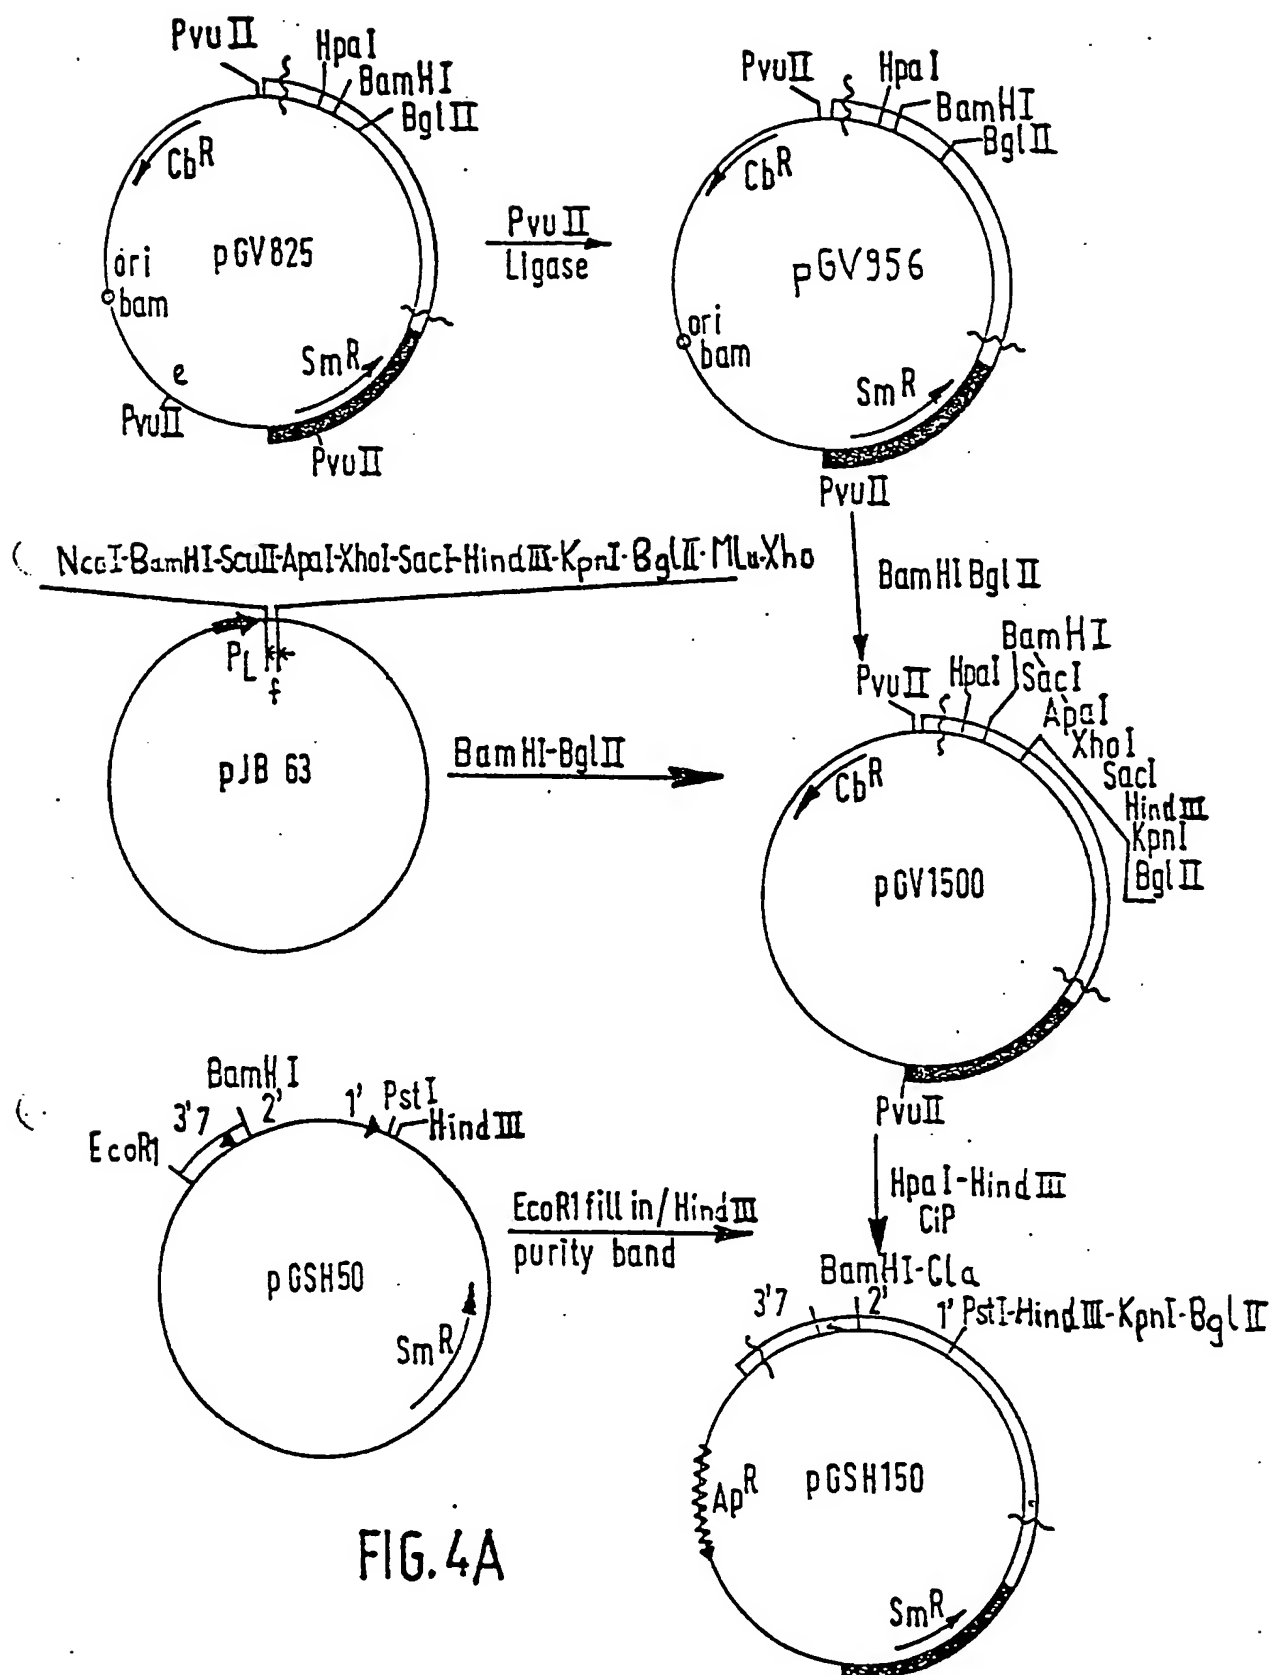 PvuII
HpaI
BamHI
BglII
CbR
pGV825
ori
bam
e
PvuII
SmR
PvuII
PvuII
Ligase
PvuII
HpaI
BamHI
BglII
CbR
pGV956
ori
bam
SmR
PvuII
NcoI-BamHI-ScuII-ApaI-XhoI-SacI-HindIII-KpnI-BglII-MLu-Xho
PL
f
pJB 63
BamHI-BglII
BamHI BglII
PvuII
HpaI
BamHI
SacI
ApaI
XhoI
SacI
HindIII
KpnI
BglII
CbR
pGV1500
PvuII
BamHI
3'7
2'
1'
PstI
HindIII
EcoR1
pGSH50
SmR
EcoR1 fill in/HindIII
purity band
HpaI-HindIII
CiP
BamHI-Cla
3'7
2'
1'
PstI-HindIII-KpnI-BglII
ApR
pGSH150
SmR
FIG. 4A